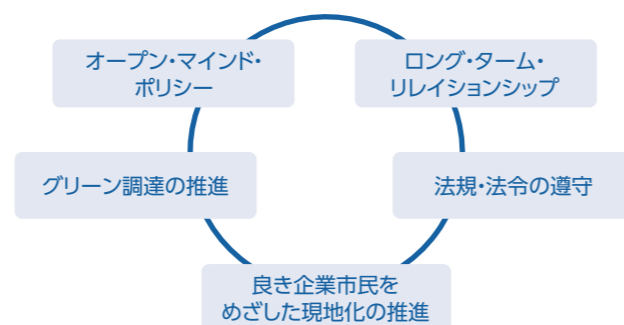 オープン・マインド・
ポリシー
ロング・ターム・
リレイションシップ
グリーン調達の推進
法規・法令の遵守
良き企業市民を
めざした現地化の推進